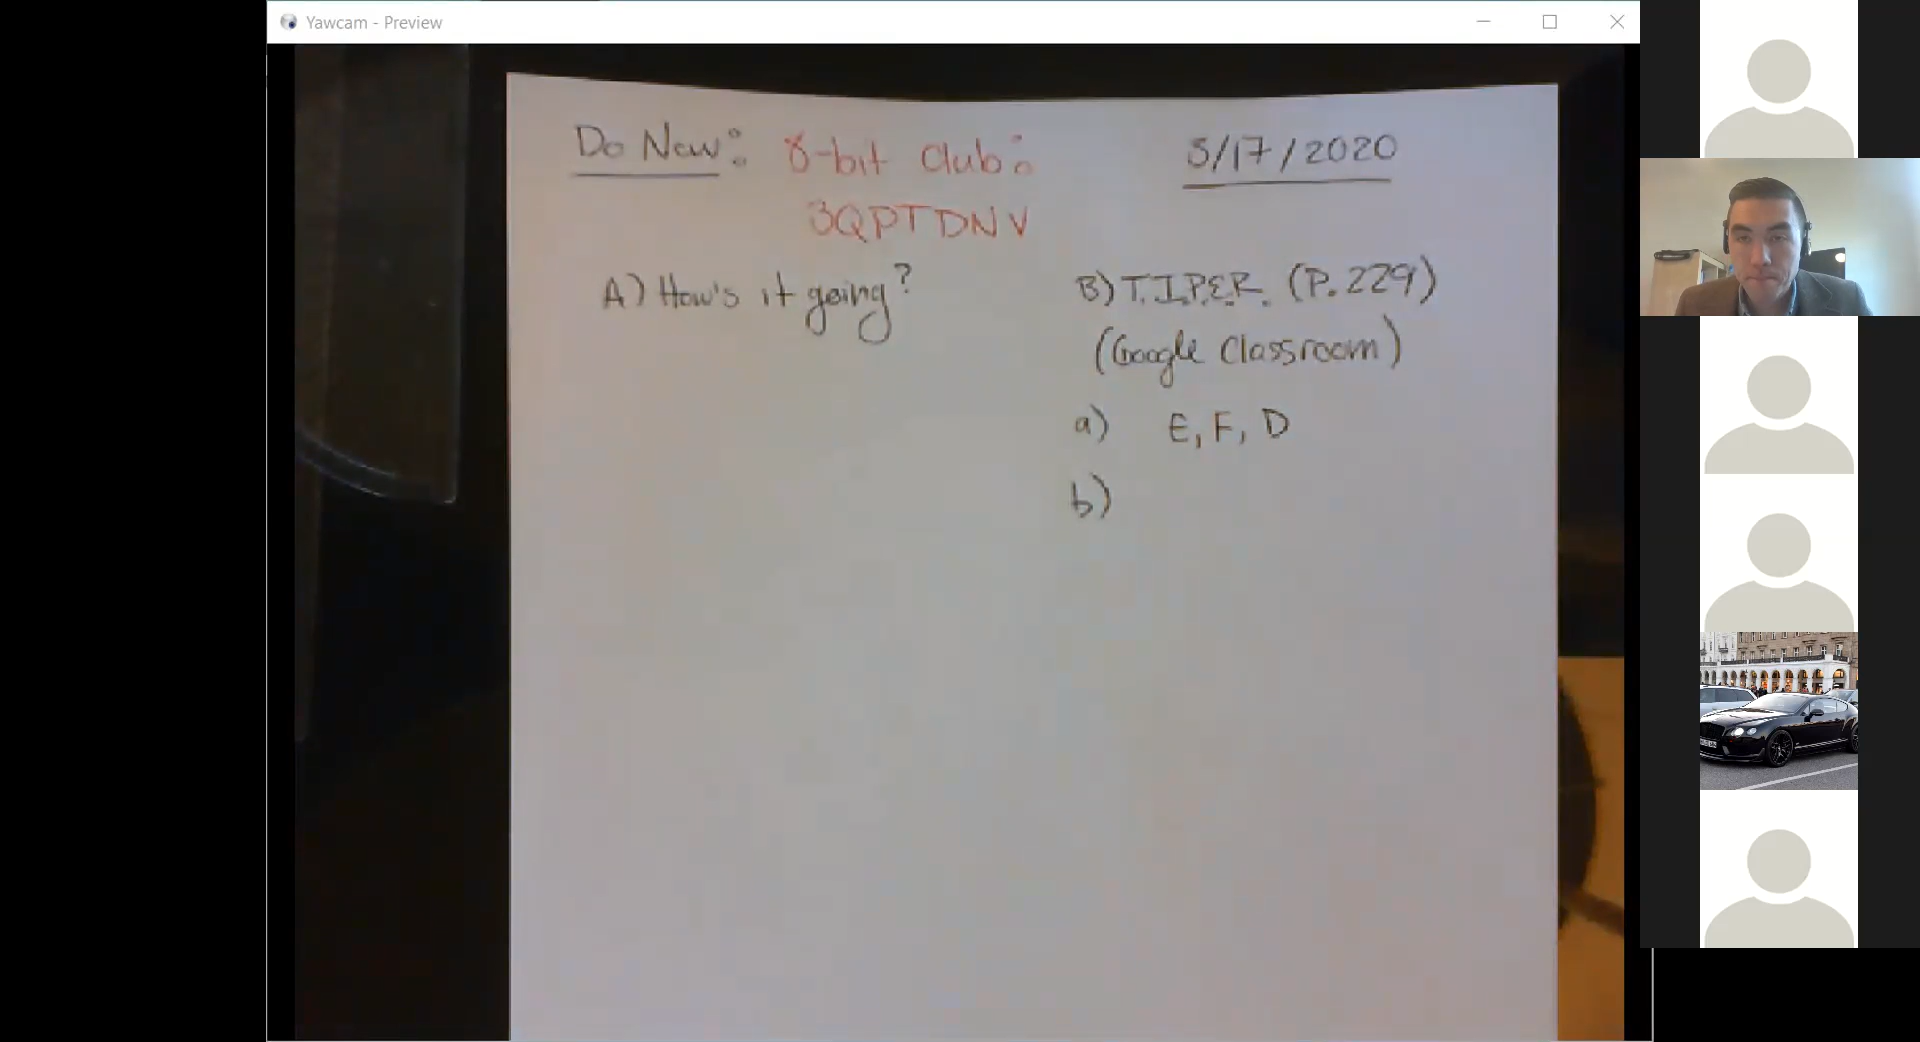 Yawcam - Preview
Do Now: 8-bit Club:
3QPTDNV
5/17/2020
A) How's it going?
B) T.I.P.E.R. (P. 229)
(Google Classroom)
a) E, F, D
b)